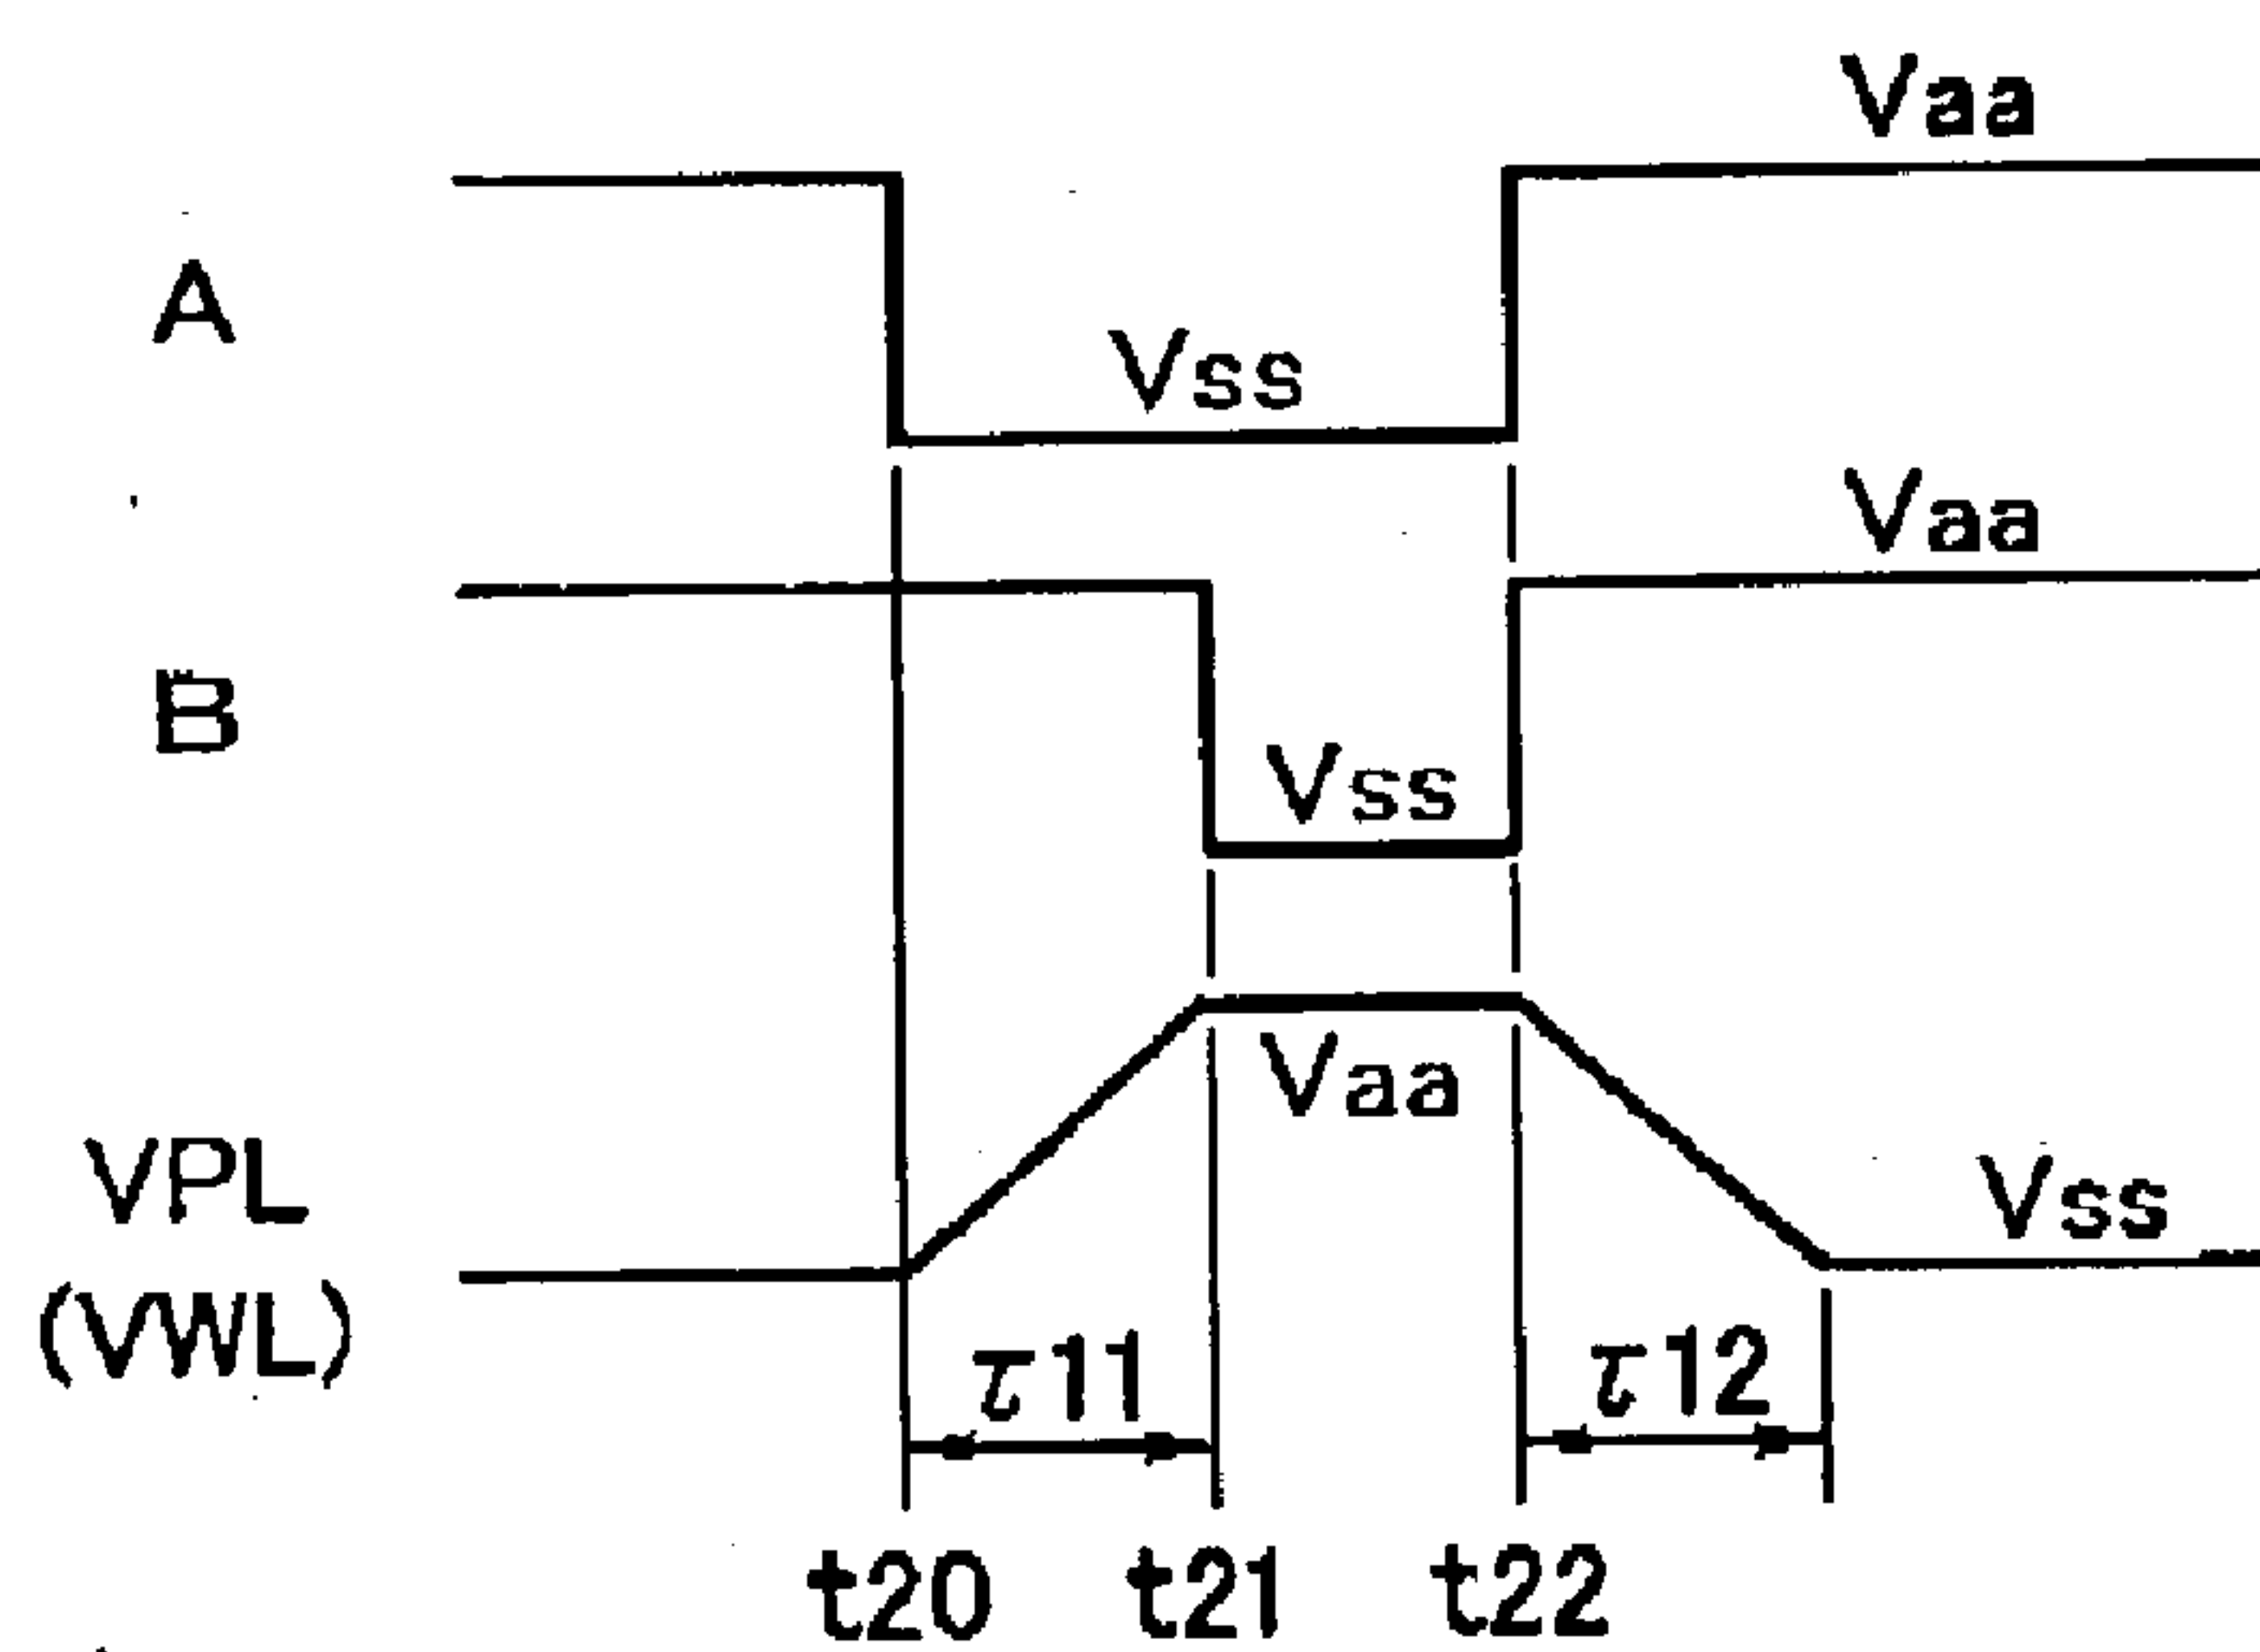 Vaa
A
Vss
Vaa
B
Vss
Vaa
VPL
(VWL)
Vss
τ11
τ12
t20
t21
t22